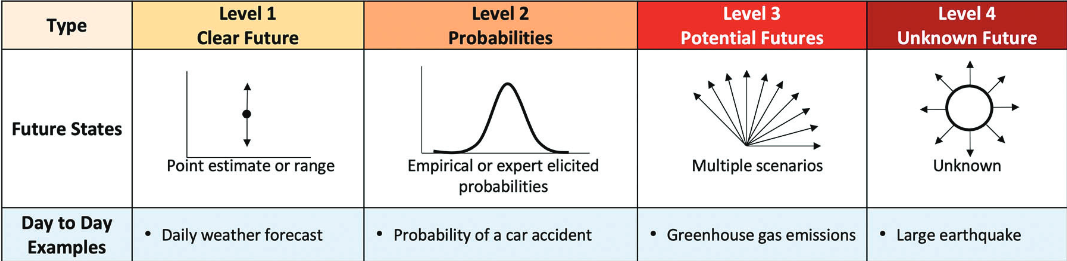 Type
Level 1
Clear Future
Level 2
Probabilities
Level 3
Potential Futures
Level 4
Unknown Future
Future States
Point estimate or range
Empirical or expert elicited
probabilities
Multiple scenarios
Unknown
Day to Day
Examples
• Daily weather forecast
• Probability of a car accident
• Greenhouse gas emissions
• Large earthquake